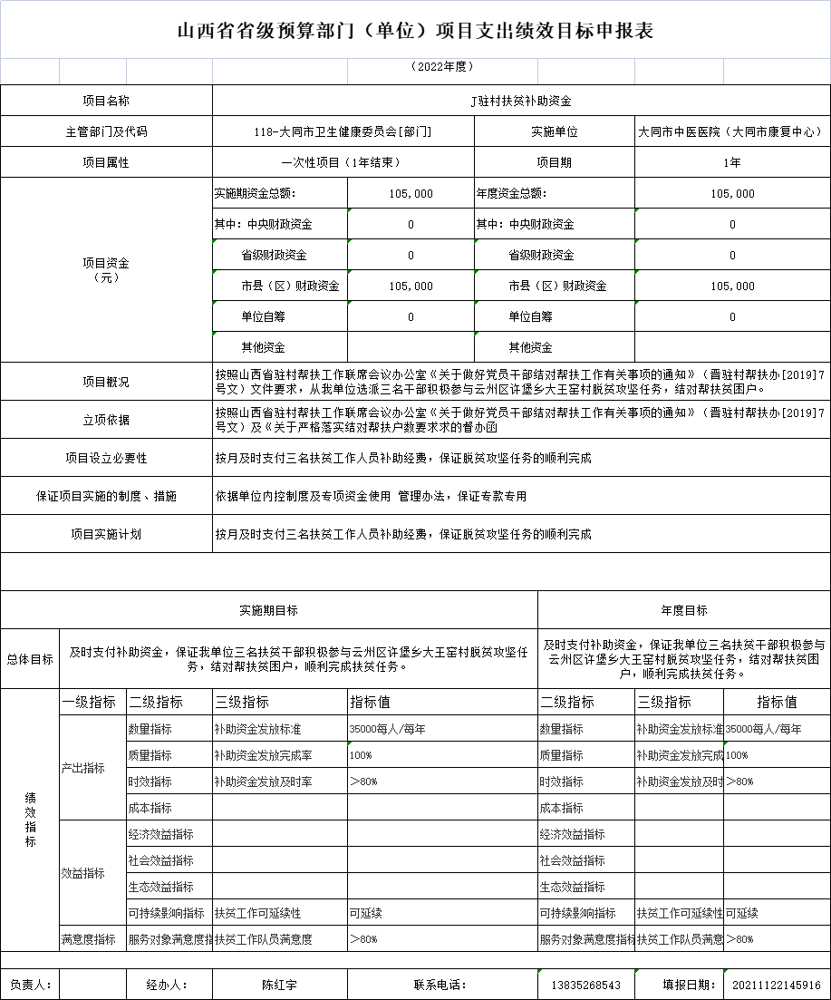 山西省省级预算部门（单位）项目支出绩效目标申报表
（2022年度）
项目名称 J驻村扶贫补助资金
主管部门及代码 118-大同市卫生健康委员会[部门] 实施单位 大同市中医医院（大同市康复中心）
项目属性 一次性项目（1年结束） 项目期 1年
项目资金
（元）
实施期资金总额： 105,000 年度资金总额： 105,000
其中：中央财政资金 0 其中：中央财政资金 0
省级财政资金 0 省级财政资金 0
市县（区）财政资金 105,000 市县（区）财政资金 105,000
单位自筹 0 单位自筹 0
其他资金 其他资金
项目概况
按照山西省驻村帮扶工作联席会议办公室《关于做好党员干部结对帮扶工作有关事项的通知》（晋驻村帮扶办[2019]7
号文）文件要求，从我单位选派三名干部积极参与云州区许堡乡大王窑村脱贫攻坚任务，结对帮扶贫困户。
立项依据
按照山西省驻村帮扶工作联席会议办公室《关于做好党员干部结对帮扶工作有关事项的通知》（晋驻村帮扶办[2019]7
号文）及《关于严格落实结对帮扶户数要求求的督办函
项目设立必要性 按月及时支付三名扶贫工作人员补助经费，保证脱贫攻坚任务的顺利完成
保证项目实施的制度、措施 依据单位内控制度及专项资金使用 管理办法，保证专款专用
项目实施计划 按月及时支付三名扶贫工作人员补助经费，保证脱贫攻坚任务的顺利完成
实施期目标 年度目标
总体目标
及时支付补助资金，保证我单位三名扶贫干部积极参与云州区许堡乡大王窑村脱贫攻坚任
务，结对帮扶贫困户，顺利完成扶贫任务。
及时支付补助资金，保证我单位三名扶贫干部积极参与
云州区许堡乡大王窑村脱贫攻坚任务，结对帮扶贫困
户，顺利完成扶贫任务。
绩
效
指
标
一级指标 二级指标 三级指标 指标值 二级指标 三级指标 指标值
产出指标
数量指标 补助资金发放标准 35000每人/每年 数量指标 补助资金发放标准 35000每人/每年
质量指标 补助资金发放完成率 100% 质量指标 补助资金发放完成 100%
时效指标 补助资金发放及时率 ＞80% 时效指标 补助资金发放及时 ＞80%
成本指标 成本指标
效益指标
经济效益指标 经济效益指标
社会效益指标 社会效益指标
生态效益指标 生态效益指标
可持续影响指标 扶贫工作可延续性 可延续 可持续影响指标 扶贫工作可延续性 可延续
满意度指标 服务对象满意度指 扶贫工作队员满意度 ＞80% 服务对象满意度指标 扶贫工作队员满意 ＞80%
负责人： 经办人： 陈红宇 联系电话： 13835268543 填报日期： 20211122145916